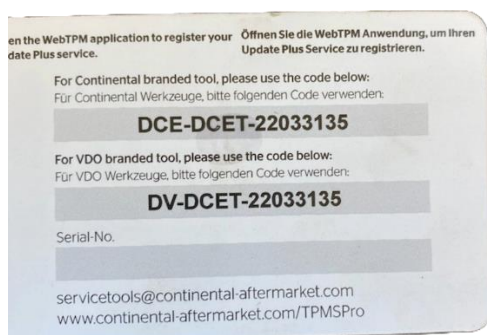 en the WebTPM application to register your
date Plus service.
Öffnen Sie die WebTPM Anwendung, um Ihren
Update Plus Service zu registrieren.
For Continental branded tool, please use the code below:
Für Continental Werkzeuge, bitte folgenden Code verwenden:
DCE-DCET-22033135
For VDO branded tool, please use the code below:
Für VDO Werkzeuge, bitte folgenden Code verwenden:
DV-DCET-22033135
Serial-No.
servicetools@continental-aftermarket.com
www.continental-aftermarket.com/TPMSPro